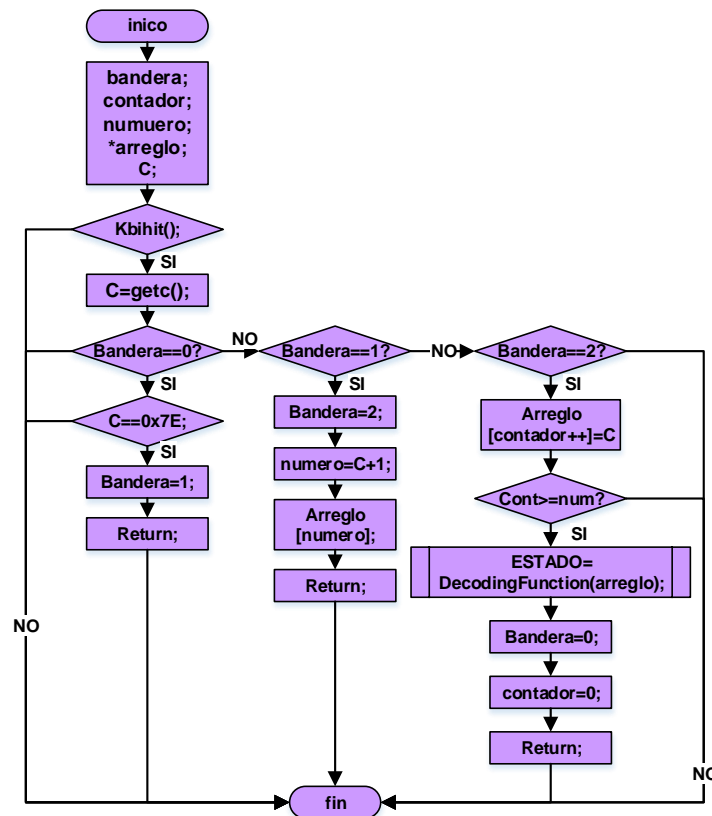 inico
bandera;
contador;
numuero;
*arreglo;
C;
Kbihit();
SI
C=getc();
Bandera==0?
NO
Bandera==1?
NO
Bandera==2?
SI
SI
SI
C==0x7E;
Bandera=2;
Arreglo
[contador++]=C
SI
Bandera=1;
numero=C+1;
Cont>=num?
Return;
Arreglo
[numero];
SI
ESTADO=
DecodingFunction(arreglo);
Return;
NO
Bandera=0;
contador=0;
Return;
NO
fin